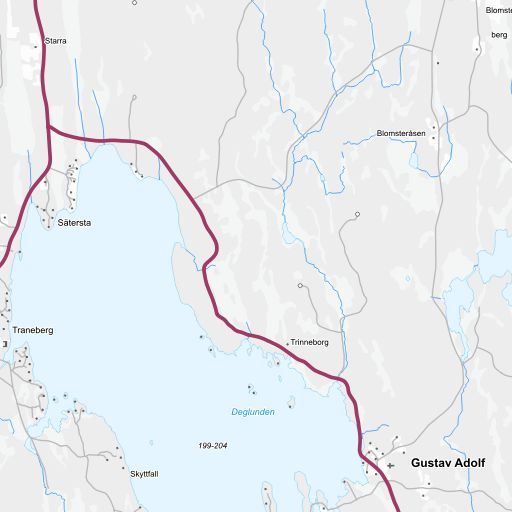 Blomster
berg
Starra
Blomsteråsen
Sätersta
Traneberg
Trinneborg
Deglunden
199-204
Gustav Adolf
Skyttfall